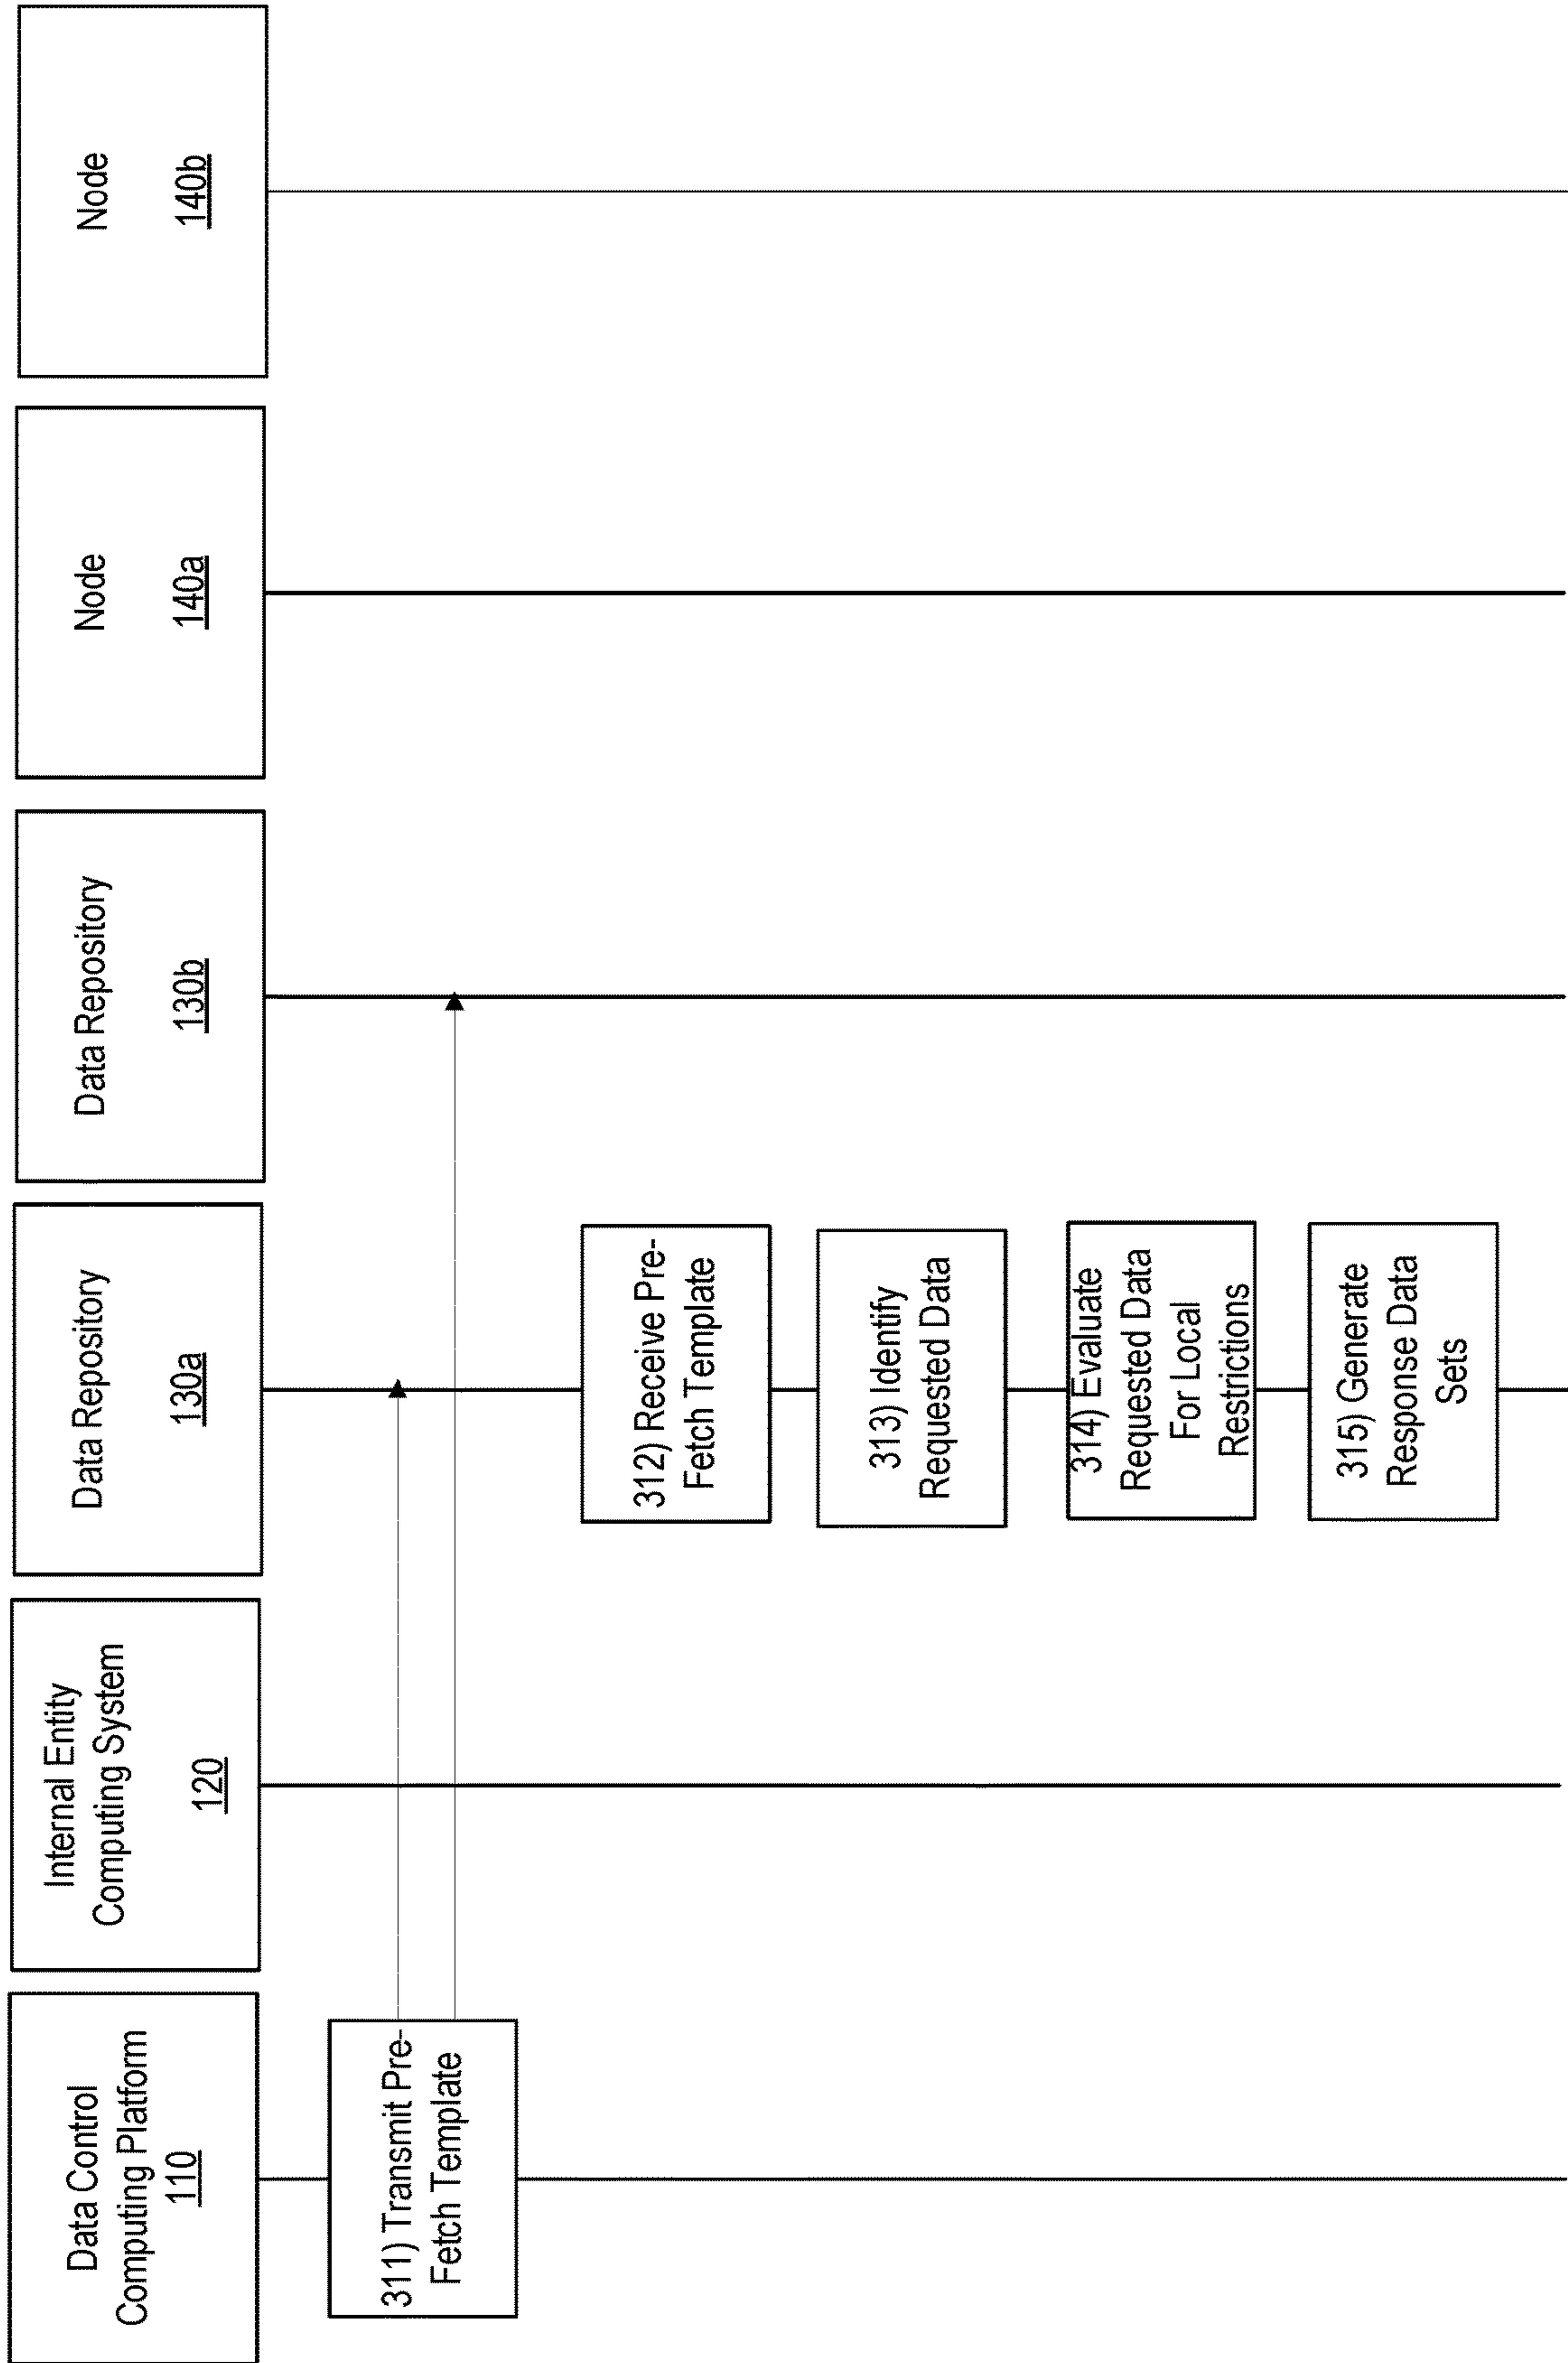 Data Control
Computing Platform
110
Internal Entity
Computing System
120
Data Repository
130a
Data Repository
130b
Node
140a
Node
140b
311) Transmit Pre-
Fetch Template
312) Receive Pre-
Fetch Template
313) Identify
Requested Data
314) Evaluate
Requested Data
For Local
Restrictions
315) Generate
Response Data
Sets